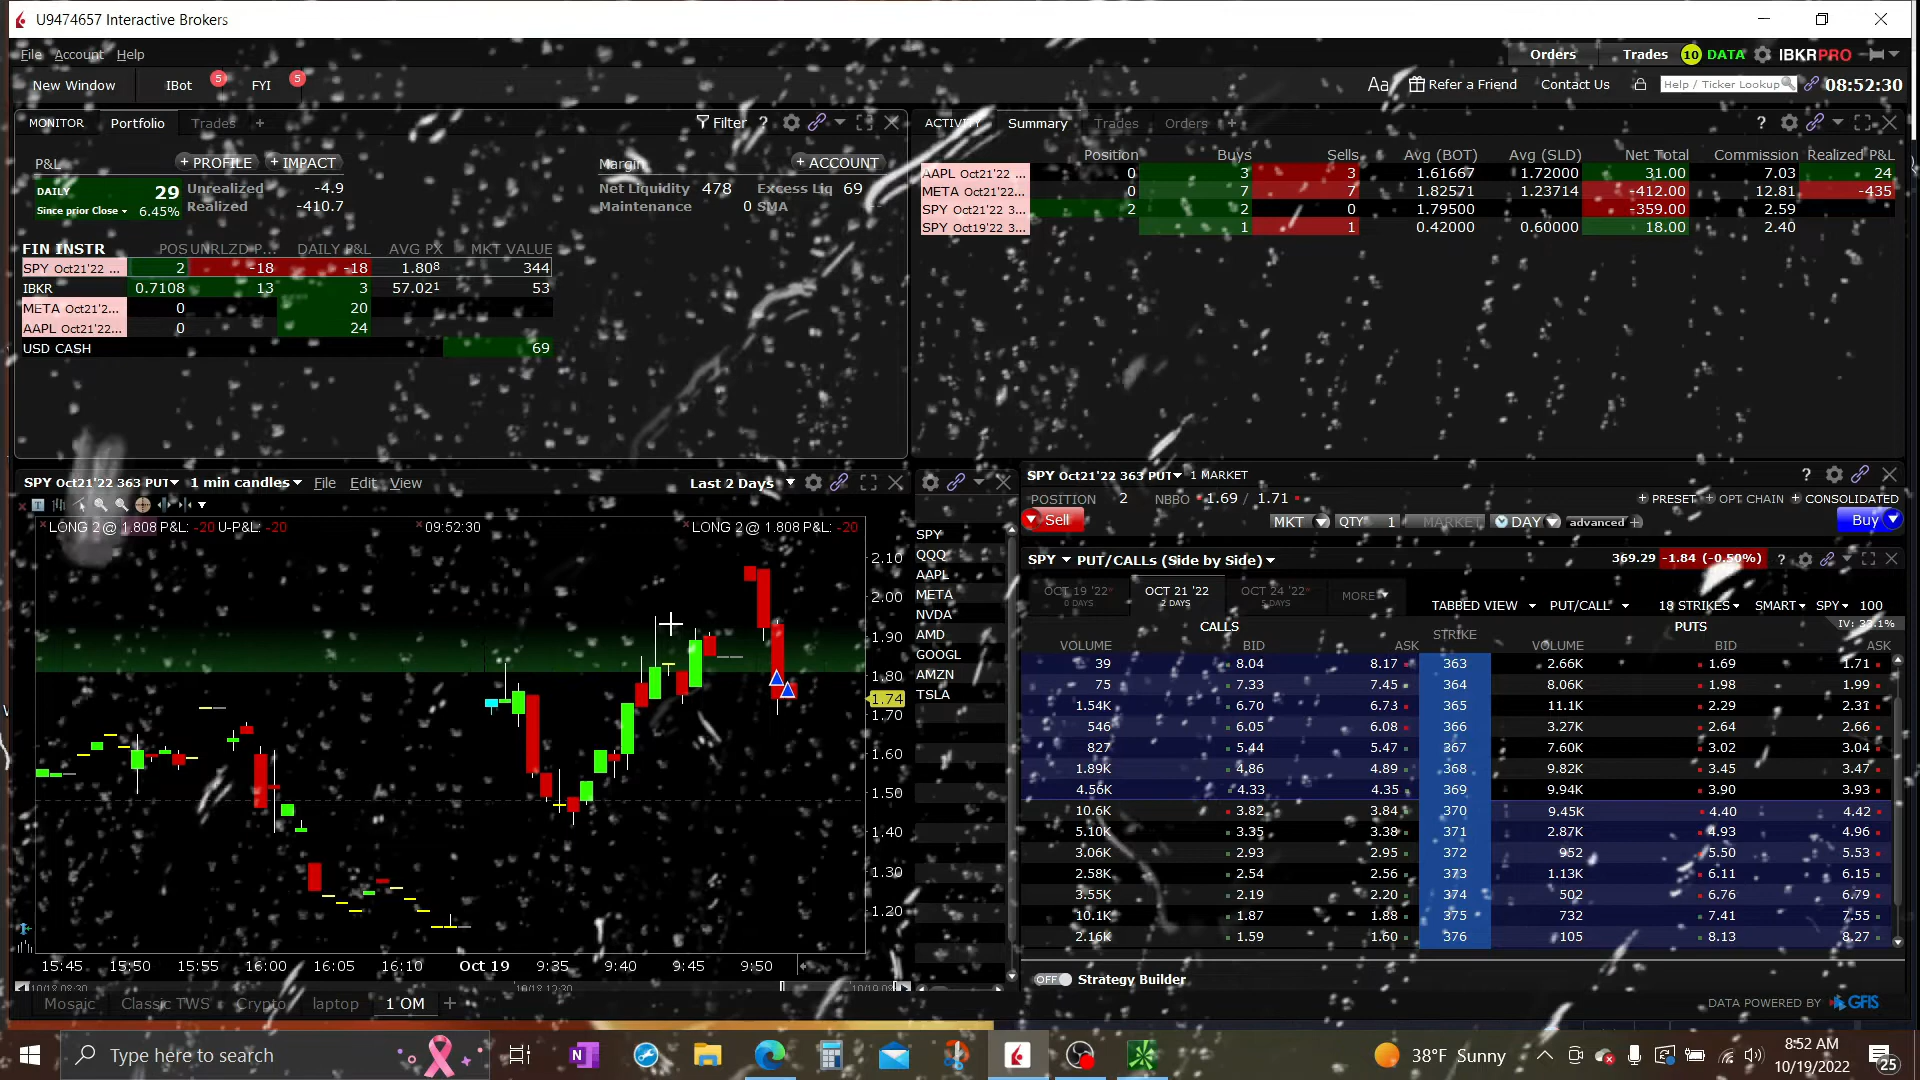 U9474657 Interactive Brokers
File Account Help
Orders Trades 10 DATA IBKRPRO
New Window IBot 5 FYI 5
Aa Refer a Friend Contact Us Help / Ticker Lookup 08:52:30
MONITOR Portfolio Trades + Filter ?
P&L + PROFILE + IMPACT Margin + ACCOUNT
DAILY 29 Unrealized -4.9 Net Liquidity 478 Excess Liq 69
Since prior Close 6.45% Realized -410.7 Maintenance 0 SMA
FIN INSTR POS UNRLZD P... DAILY P&L AVG PX MKT VALUE
SPY Oct21'22 ... 2 -18 -18 1.808 344
IBKR 0.7108 13 3 57.021 53
META Oct21'2... 0 20
AAPL Oct21'22... 0 24
USD CASH 69
ACTIVITY Summary Trades Orders + ?
Position Buys Sells Avg (BOT) Avg (SLD) Net Total Commission Realized P&L
AAPL Oct21'22 ... 0 3 3 1.61667 1.72000 31.00 7.03 24
META Oct21'22... 0 7 7 1.82571 1.23714 -412.00 12.81 -435
SPY Oct21'22 3... 2 2 0 1.79500 -359.00 2.59
SPY Oct19'22 3... 1 1 0.42000 0.60000 18.00 2.40
SPY Oct21'22 363 PUT 1 min candles File Edit View Last 2 Days
LONG 2@ 1.808 P&L: -20 U-P&L: -20 09:52:30 LONG 2@ 1.808 P&L: -20
2.10
2.00
1.90
1.80
1.74
1.70
1.60
1.50
1.40
1.30
1.20
15:45 15:50 15:55 16:00 16:05 16:10 Oct 19 9:35 9:40 9:45 9:50
10/18 08:30 10/18 12:30
SPY
QQQ
AAPL
META
NVDA
AMD
GOOGL
AMZN
TSLA
SPY Oct21'22 363 PUT 1 MARKET ?
POSITION 2 NBBO 1.69 / 1.71 + PRESET + OPT CHAIN + CONSOLIDATED
Sell MKT QTY 1 MARKET DAY advanced + Buy
SPY PUT/CALLs (Side by Side) 369.29 -1.84 (-0.50%) ?
OCT 19 '22 OCT 21 '22 OCT 24 '22 MORE
0 DAYS 2 DAYS 5 DAYS
TABBED VIEW PUT/CALL 18 STRIKES SMART SPY 100
CALLS PUTS IV: 33.1%
VOLUME BID ASK STRIKE VOLUME BID ASK
39 8.04 8.17 363 2.66K 1.69 1.71
75 7.33 7.45 364 8.06K 1.98 1.99
1.54K 6.70 6.73 365 11.1K 2.29 2.31
546 6.05 6.08 366 3.27K 2.64 2.66
827 5.44 5.47 367 7.60K 3.02 3.04
1.89K 4.86 4.89 368 9.82K 3.45 3.47
4.56K 4.33 4.35 369 9.94K 3.90 3.93
10.6K 3.82 3.84 370 9.45K 4.40 4.42
5.10K 3.35 3.38 371 2.87K 4.93 4.96
3.06K 2.93 2.95 372 952 5.50 5.53
2.58K 2.54 2.56 373 1.13K 6.11 6.15
3.55K 2.19 2.20 374 502 6.76 6.79
10.1K 1.87 1.88 375 732 7.41 7.55
2.16K 1.59 1.60 376 105 8.13 8.27
OFF Strategy Builder
Mosaic Classic TWS Crypto laptop 1 OM +
DATA POWERED BY GFIS
Type here to search
38°F Sunny
8:52 AM
10/19/2022
25